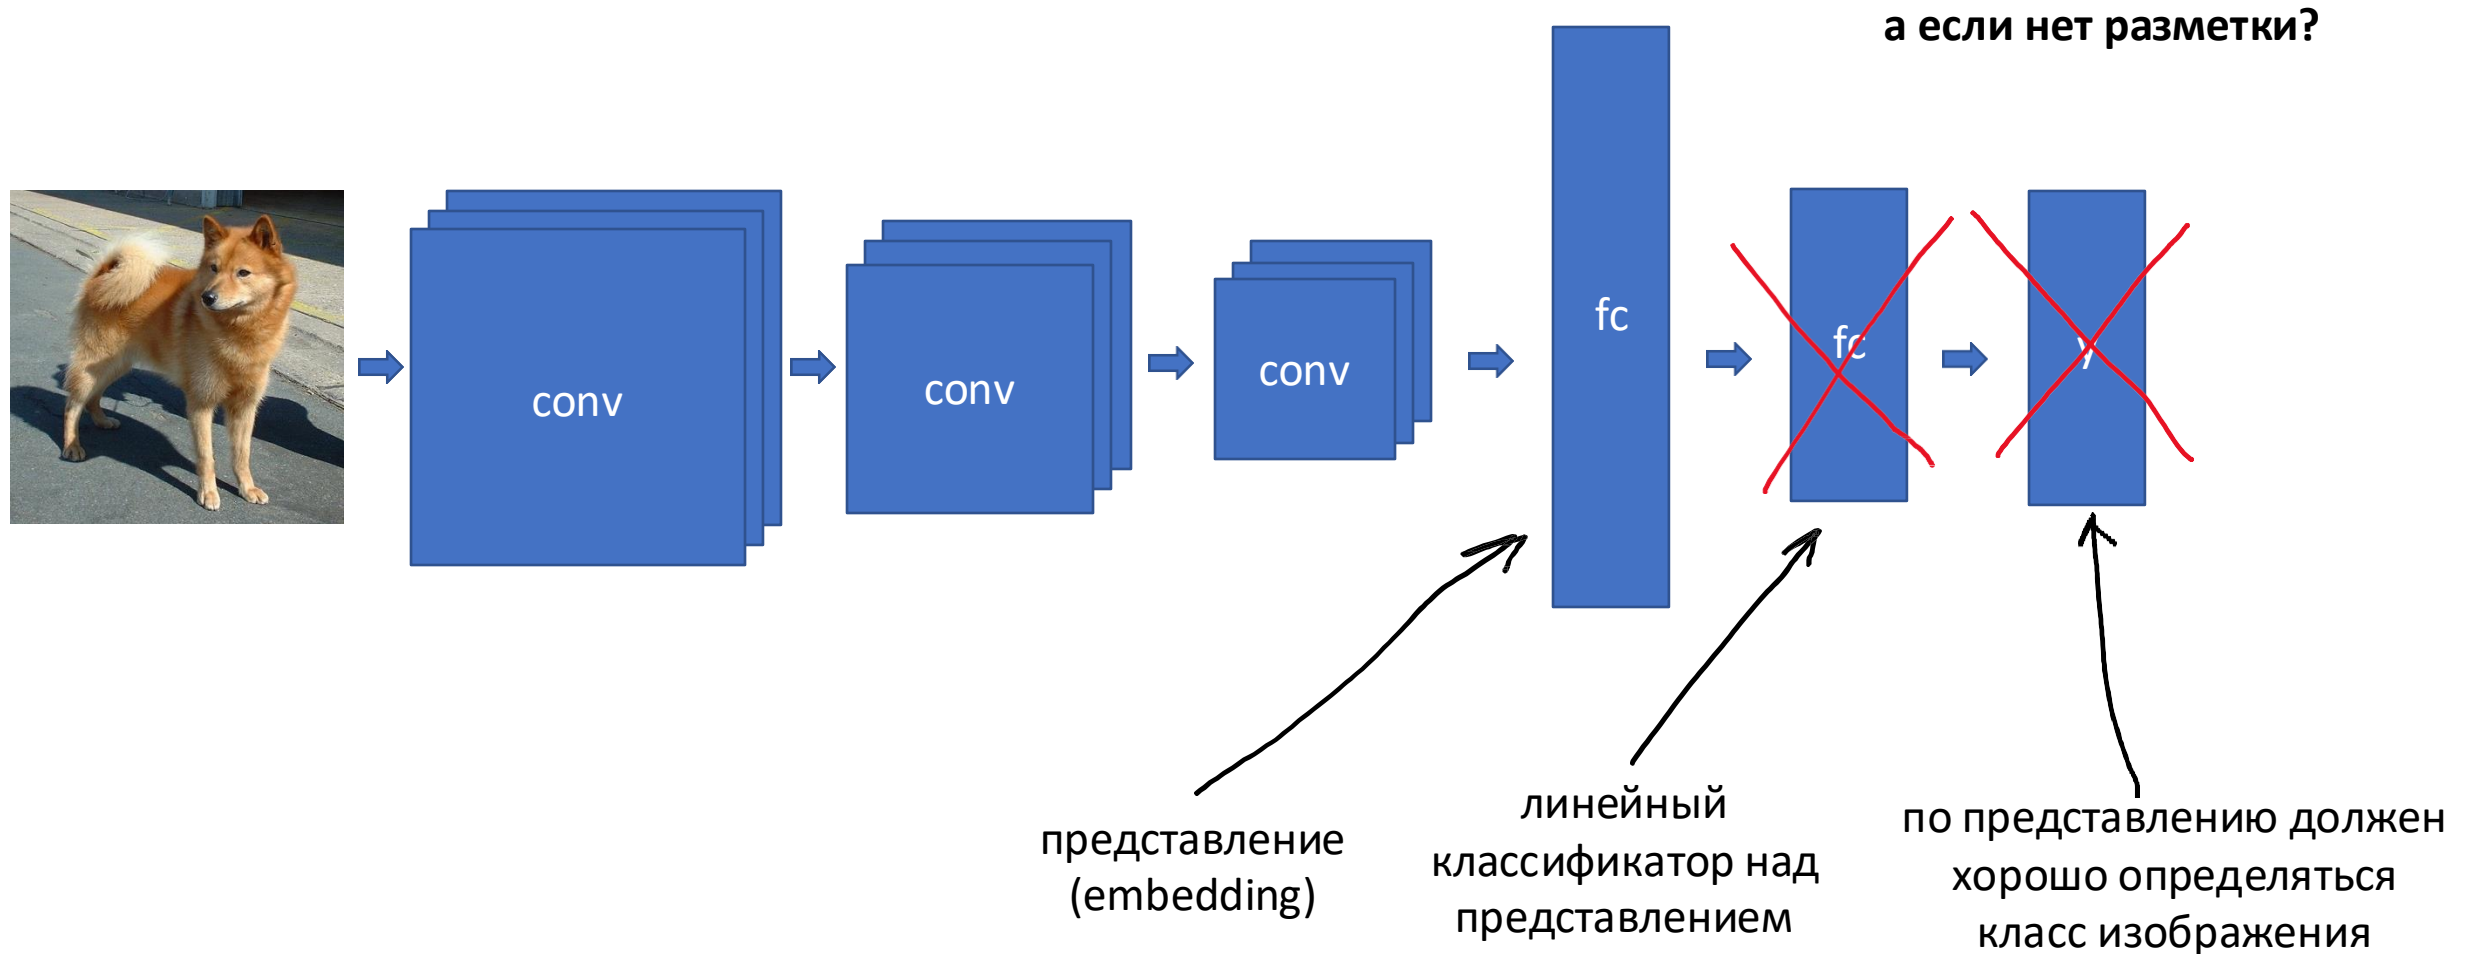 а если нет разметки?
conv
conv
conv
fc
fc
y
представление
(embedding)
линейный
классификатор над
представлением
по представлению должен
хорошо определяться
класс изображения